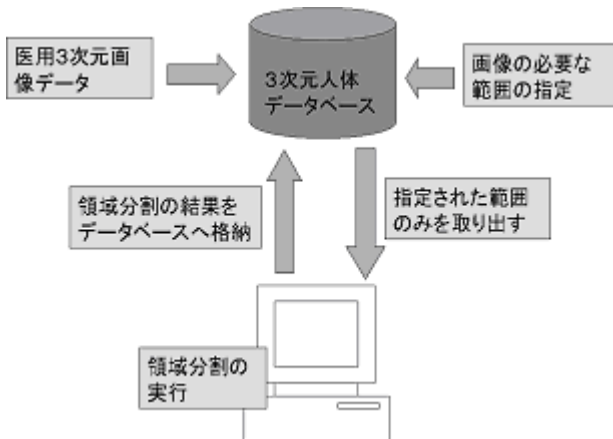 医用３次元画
像データ
３次元人体
データベース
画像の必要な
範囲の指定
領域分割の結果を
データベースへ格納
指定された範囲
のみを取り出す
領域分割の
実行